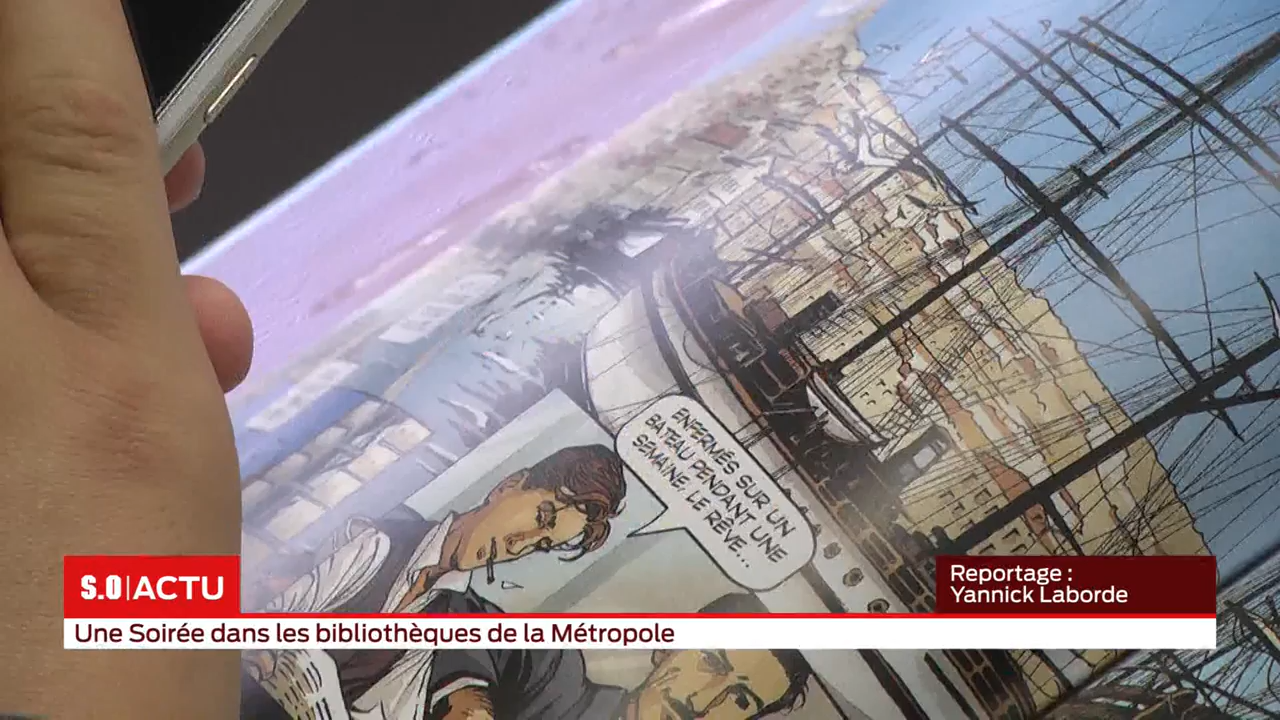 ENFERMÉS SUR UN
BATEAU PENDANT UNE
SEMAINE, LE RÊVE..
S.O|ACTU
Reportage :
Yannick Laborde
Une Soirée dans les bibliothèques de la Métropole